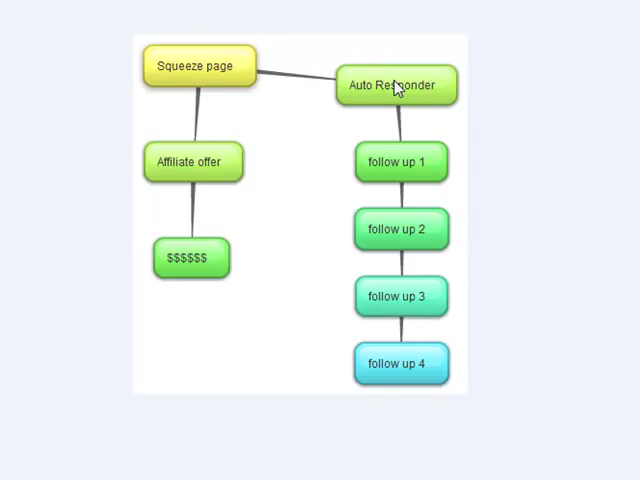 Squeeze page
Auto Responder
Affiliate offer
follow up 1
follow up 2
$$$$$$
follow up 3
follow up 4